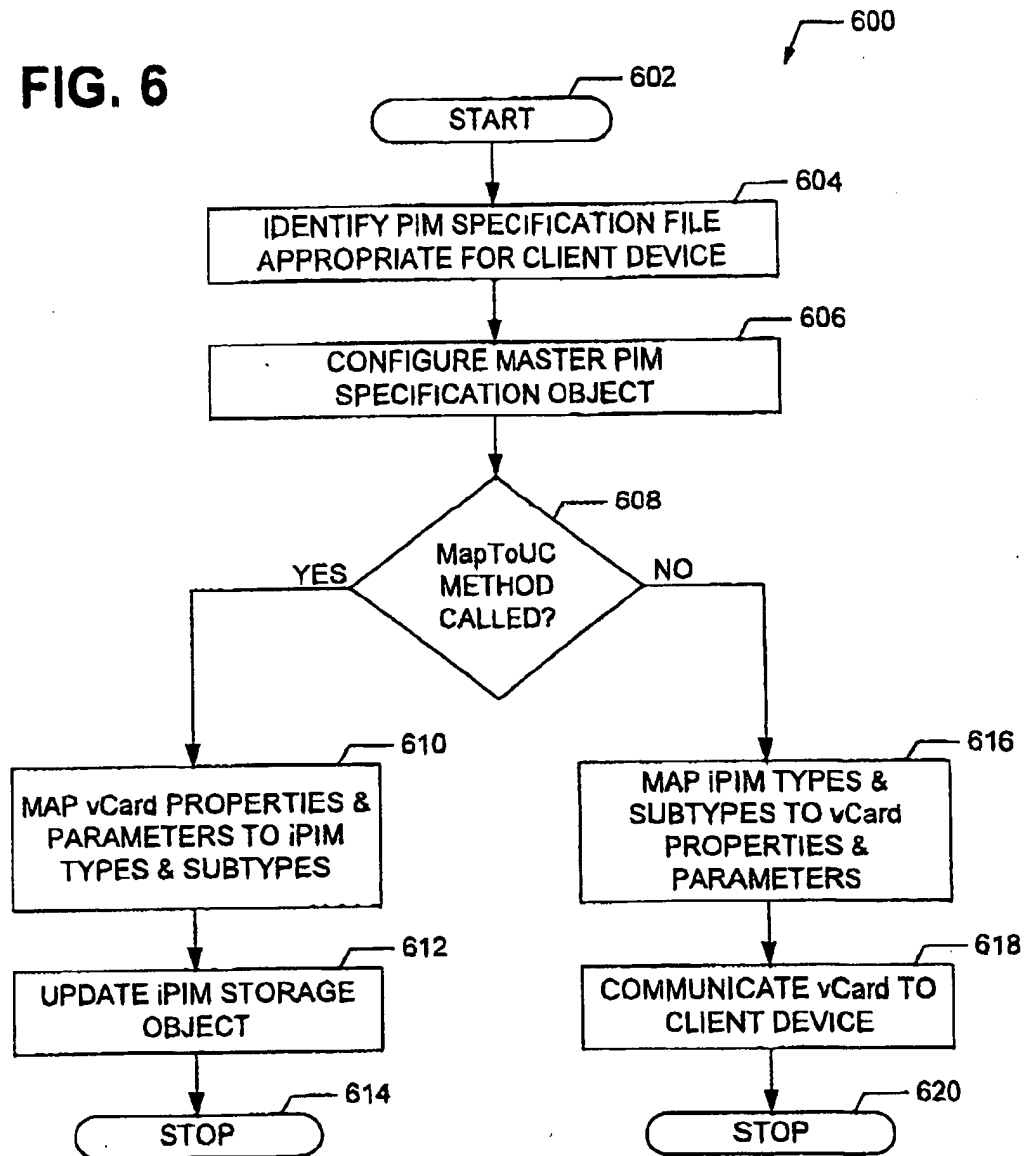 600
FIG. 6
602
START
604
IDENTIFY PIM SPECIFICATION FILE
APPROPRIATE FOR CLIENT DEVICE
606
CONFIGURE MASTER PIM
SPECIFICATION OBJECT
608
MapToUC
METHOD
CALLED?
YES
NO
610
MAP vCard PROPERTIES &
PARAMETERS TO iPIM
TYPES & SUBTYPES
616
MAP iPIM TYPES &
SUBTYPES TO vCard
PROPERTIES &
PARAMETERS
612
UPDATE iPIM STORAGE
OBJECT
618
COMMUNICATE vCard TO
CLIENT DEVICE
614
STOP
620
STOP